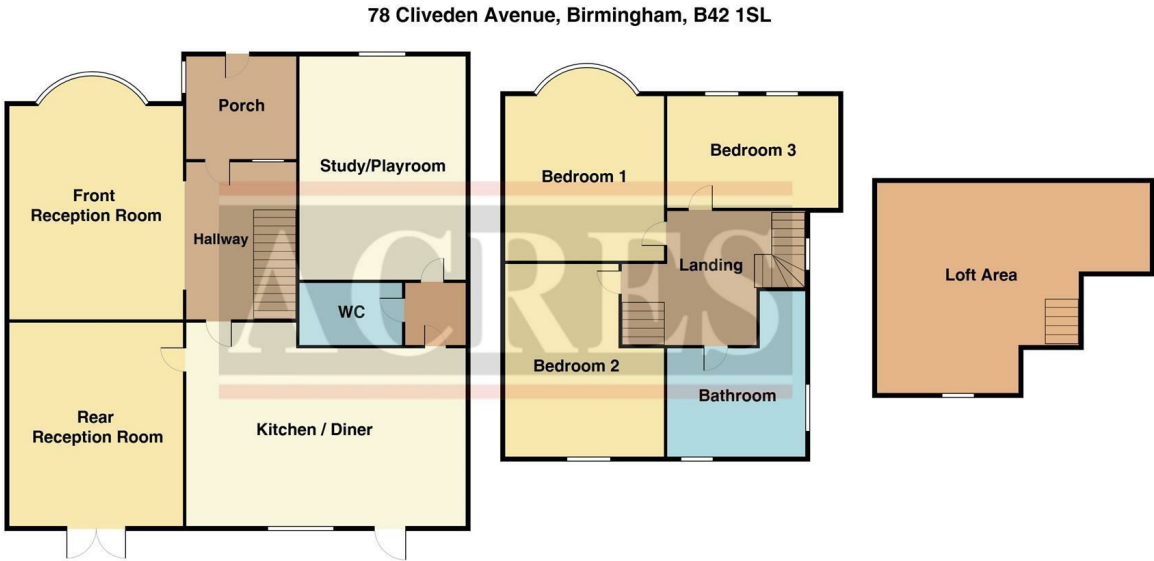 78 Cliveden Avenue, Birmingham, B42 1SL
Porch
Study/Playroom
Front
Reception Room
Hallway
WC
Rear
Reception Room
Kitchen / Diner
Bedroom 1
Bedroom 3
Landing
Bedroom 2
Bathroom
Loft Area
ACRES